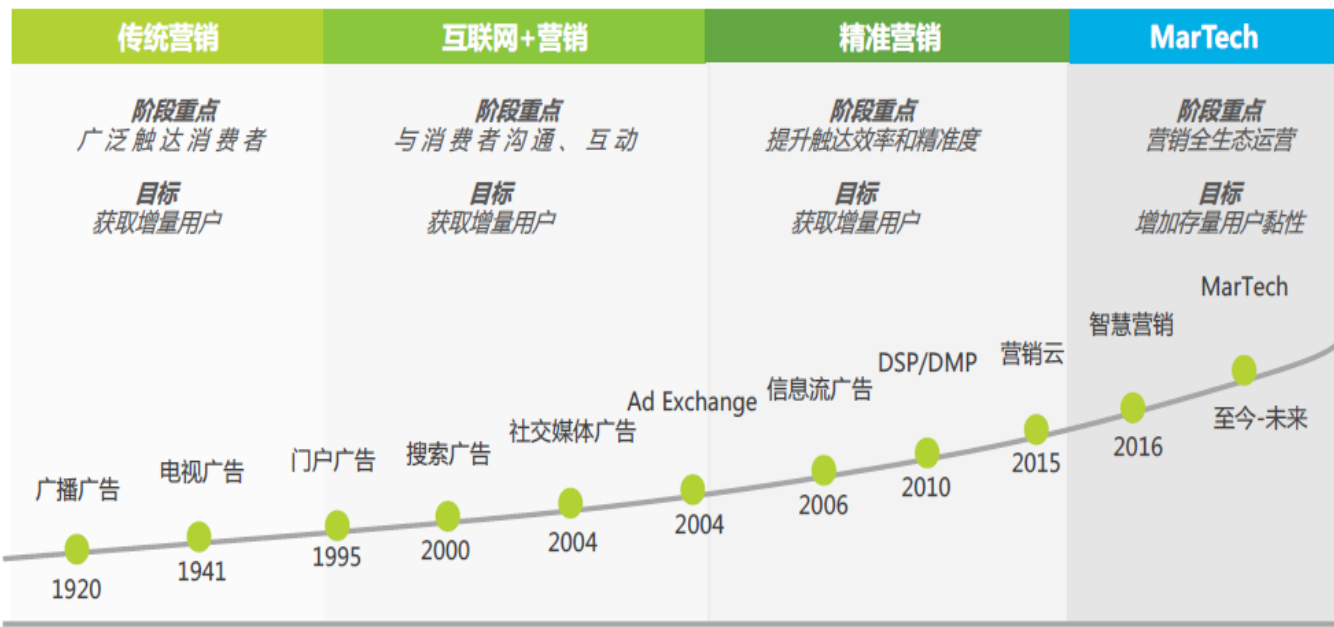 传统营销
互联网+营销
精准营销
MarTech
阶段重点
广泛触达消费者
目标
获取增量用户
阶段重点
与消费者沟通、互动
目标
获取增量用户
阶段重点
提升触达效率和精准度
目标
获取增量用户
阶段重点
营销全生态运营
目标
增加存量用户黏性
广播广告
1920
电视广告
1941
门户广告
1995
搜索广告
2000
社交媒体广告
2004
Ad Exchange
2004
信息流广告
2006
DSP/DMP
2010
营销云
2015
智慧营销
2016
MarTech
至今-未来